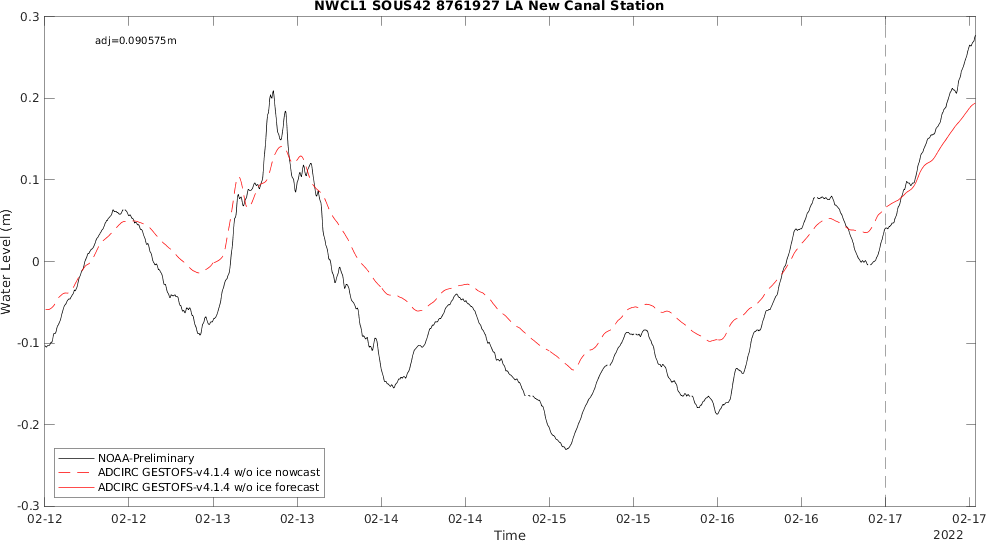 NWCL1 SOUS42 8761927 LA New Canal Station
adj=0.090575m
0.3
0.2
0.1
0
-0.1
-0.2
-0.3
Water Level (m)
NOAA-Preliminary
ADCIRC GESTOFS-v4.1.4 w/o ice nowcast
ADCIRC GESTOFS-v4.1.4 w/o ice forecast
02-12 02-12 02-13 02-13 02-14 02-14 02-15 02-15 02-16 02-16 02-17 02-17
Time
2022